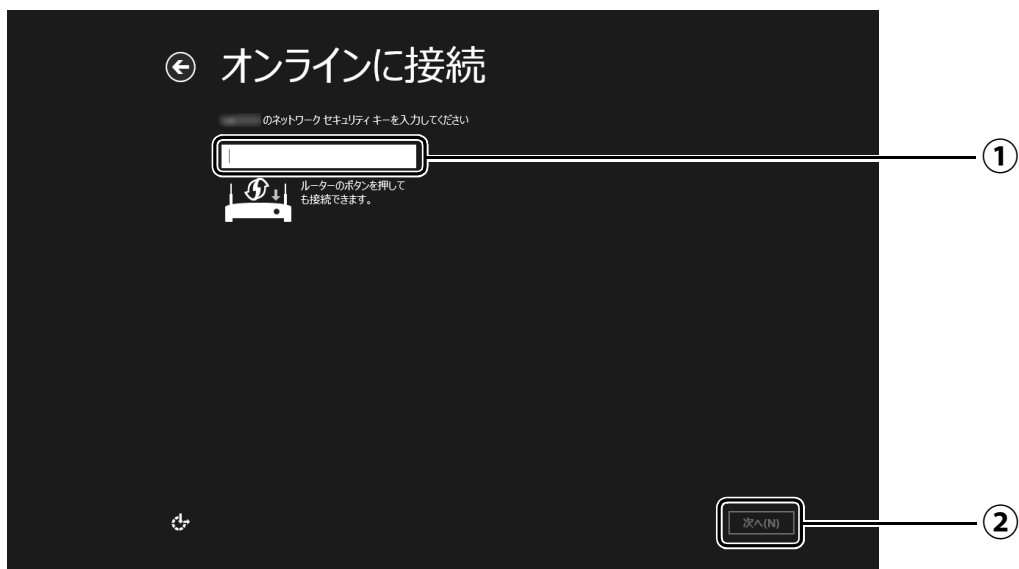 オンラインに接続
のネットワーク セキュリティ キーを入力してください
①
ルーターのボタンを押して
も接続できます。
次へ(N)
②